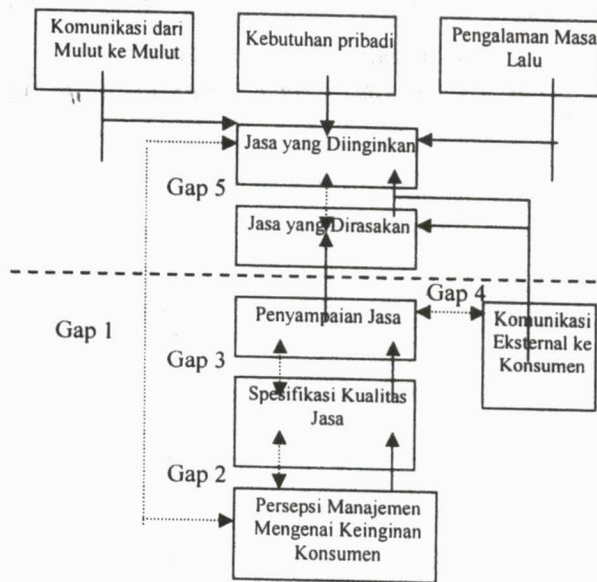 Komunikasi dari
Mulut ke Mulut
Kebutuhan pribadi
Pengalaman Masa
Lalu
Jasa yang Diinginkan
Gap 5
Jasa yang Dirasakan
Gap 4
Gap 1
Penyampaian Jasa
Komunikasi
Eksternal ke
Konsumen
Gap 3
Spesifikasi Kualitas
Jasa
Gap 2
Persepsi Manajemen
Mengenai Keinginan
Konsumen